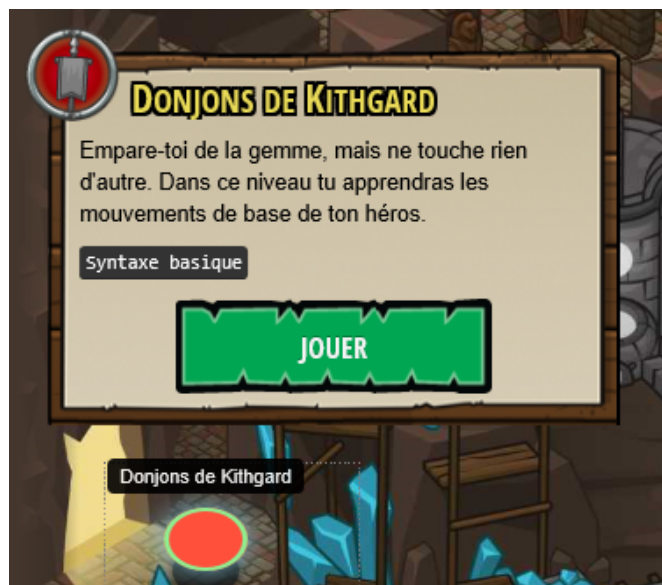 Donjons de Kithgard
Empare-toi de la gemme, mais ne touche rien
d'autre. Dans ce niveau tu apprendras les
mouvements de base de ton héros.
Syntaxe basique
JOUER
Donjons de Kithgard